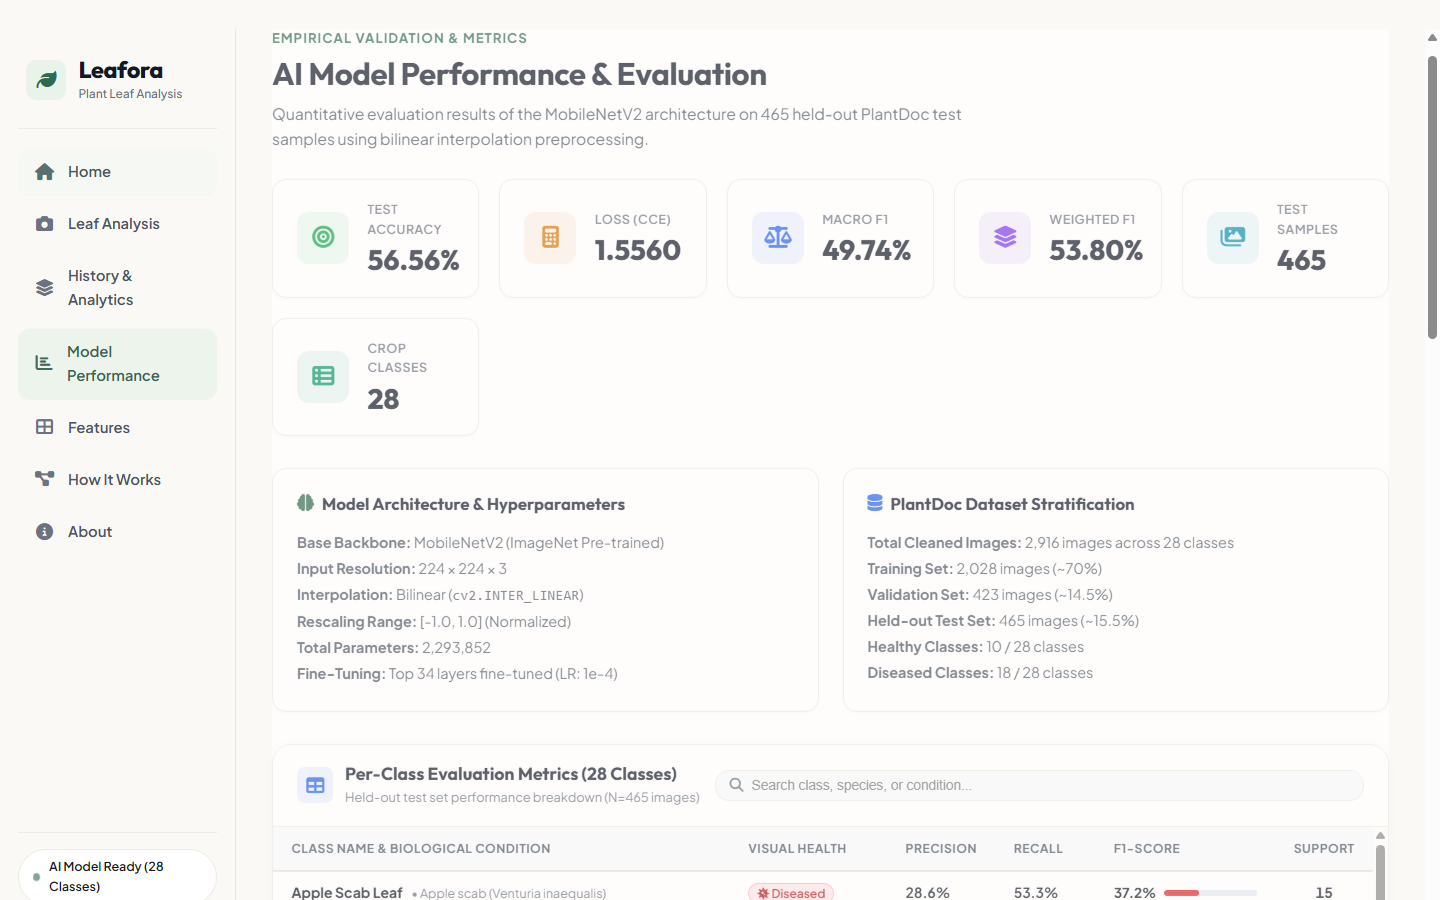 Leafora
Plant Leaf Analysis
Home
Leaf Analysis
History &
Analytics
Model
Performance
Features
How It Works
About
AI Model Ready (28
Classes)
EMPIRICAL VALIDATION & METRICS
AI Model Performance & Evaluation
Quantitative evaluation results of the MobileNetV2 architecture on 465 held-out PlantDoc test
samples using bilinear interpolation preprocessing.
TEST
ACCURACY
56.56%
LOSS (CCE)
1.5560
MACRO F1
49.74%
WEIGHTED F1
53.80%
TEST
SAMPLES
465
CROP
CLASSES
28
Model Architecture & Hyperparameters
Base Backbone: MobileNetV2 (ImageNet Pre-trained)
Input Resolution: 224 × 224 × 3
Interpolation: Bilinear (cv2.INTER_LINEAR)
Rescaling Range: [-1.0, 1.0] (Normalized)
Total Parameters: 2,293,852
Fine-Tuning: Top 34 layers fine-tuned (LR: 1e-4)
PlantDoc Dataset Stratification
Total Cleaned Images: 2,916 images across 28 classes
Training Set: 2,028 images (~70%)
Validation Set: 423 images (~14.5%)
Held-out Test Set: 465 images (~15.5%)
Healthy Classes: 10 / 28 classes
Diseased Classes: 18 / 28 classes
Per-Class Evaluation Metrics (28 Classes)
Held-out test set performance breakdown (N=465 images)
Search class, species, or condition...
CLASS NAME & BIOLOGICAL CONDITION VISUAL HEALTH PRECISION RECALL F1-SCORE SUPPORT
Apple Scab Leaf • Apple scab (Venturia inaequalis) Diseased 28.6% 53.3% 37.2% 15